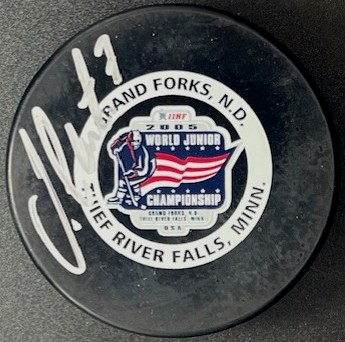 GRAND FORKS, N.D.
IIHF
2005
WORLD JUNIOR
CHAMPIONSHIP
GRAND FORKS, N.D.
THIEF RIVER FALLS, MINN.
U S A
THIEF RIVER FALLS, MINN.